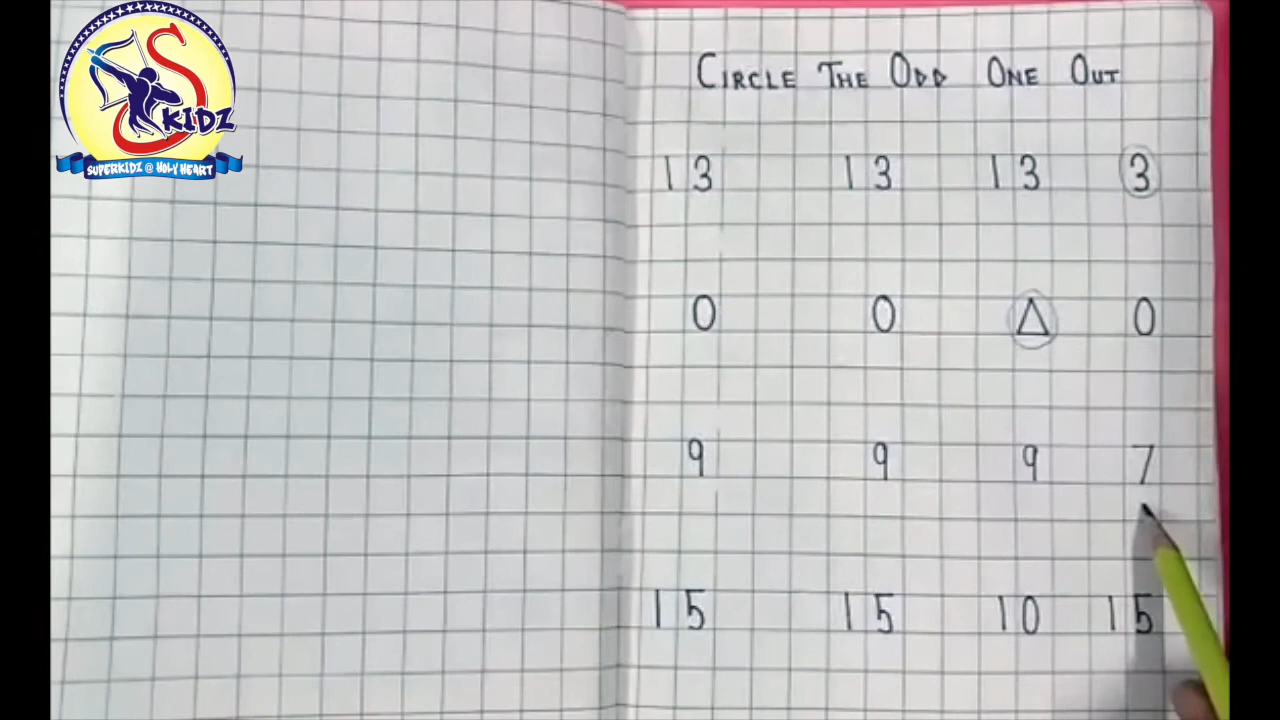 S
KIDZ
SUPERKIDZ @ HOLY HEART
CIRCLE THE ODD ONE OUT
13 13 13 3
0 0 Δ 0
9 9 9 7
15 15 10 15